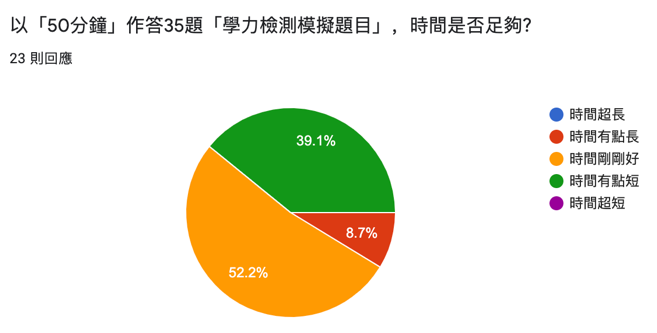 以「50分鐘」作答35題「學力檢測模擬題目」，時間是否足夠?
23 則回應
時間超長
時間有點長
時間剛剛好
時間有點短
時間超短
39.1%
8.7%
52.2%